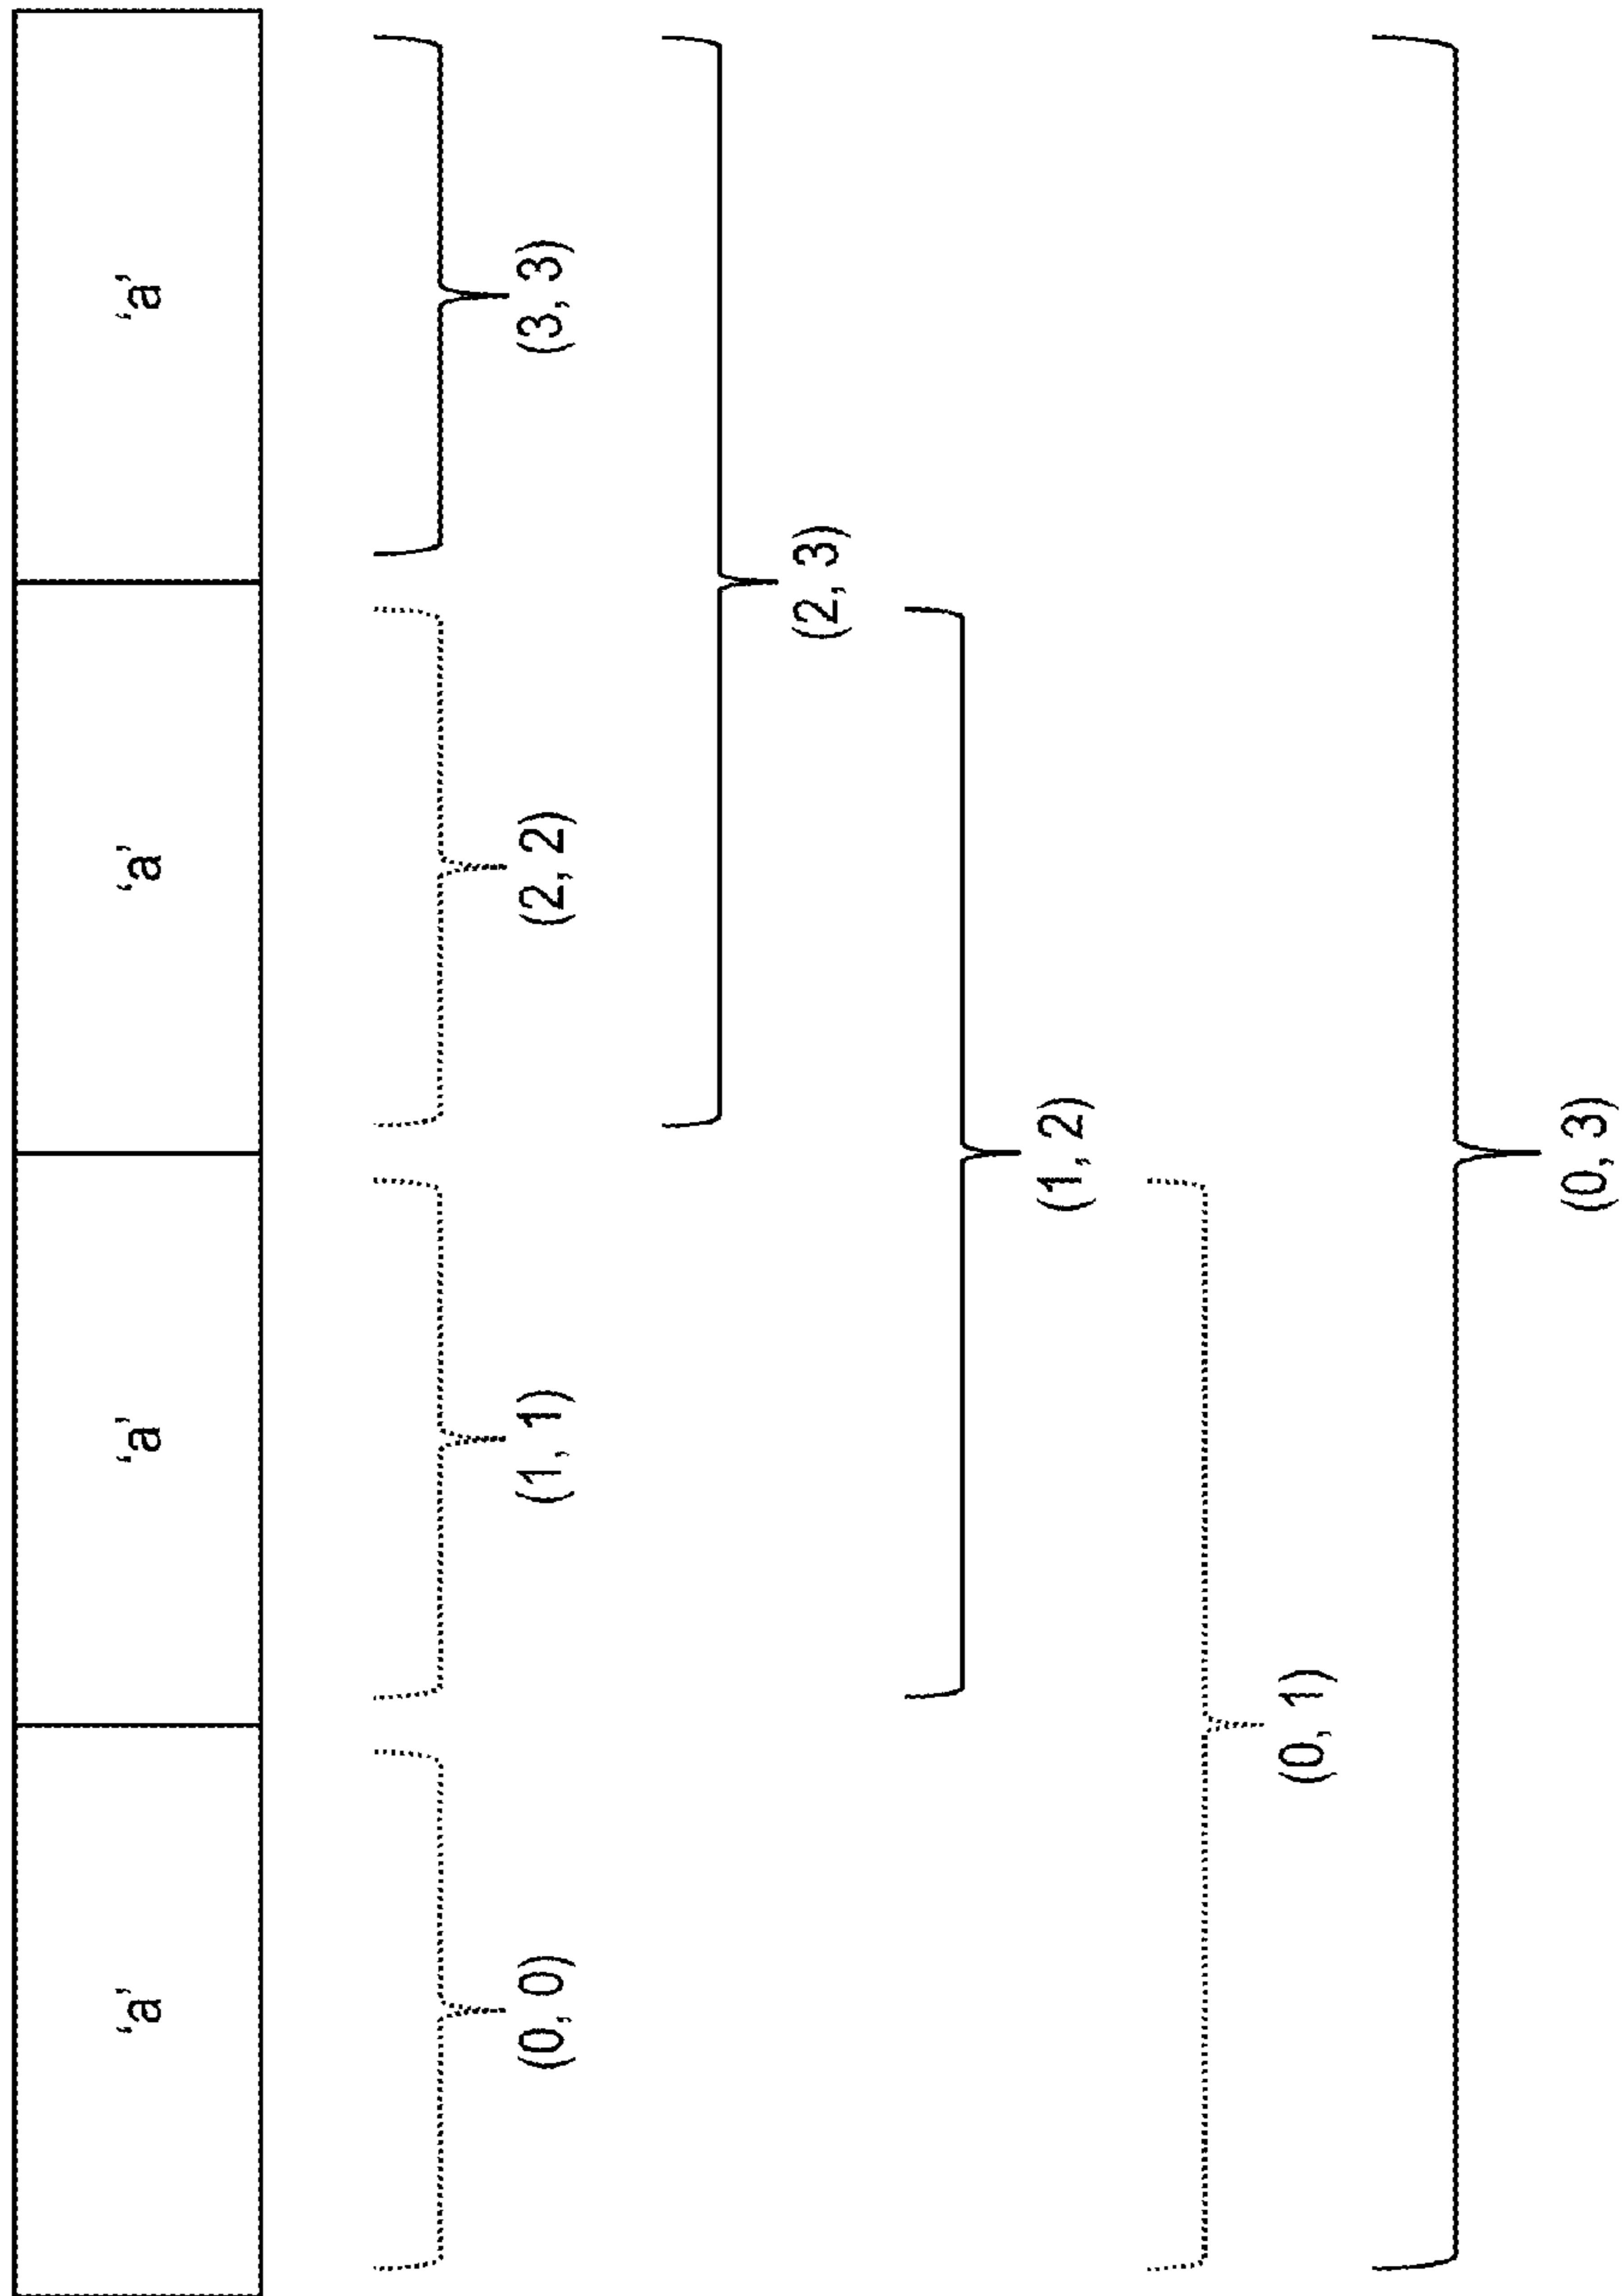 ‘a’ ‘a’ ‘a’ ‘a’
(0, 0) (1, 1) (2, 2) (3, 3)
(2, 3)
(1, 2)
(0, 1)
(0, 3)